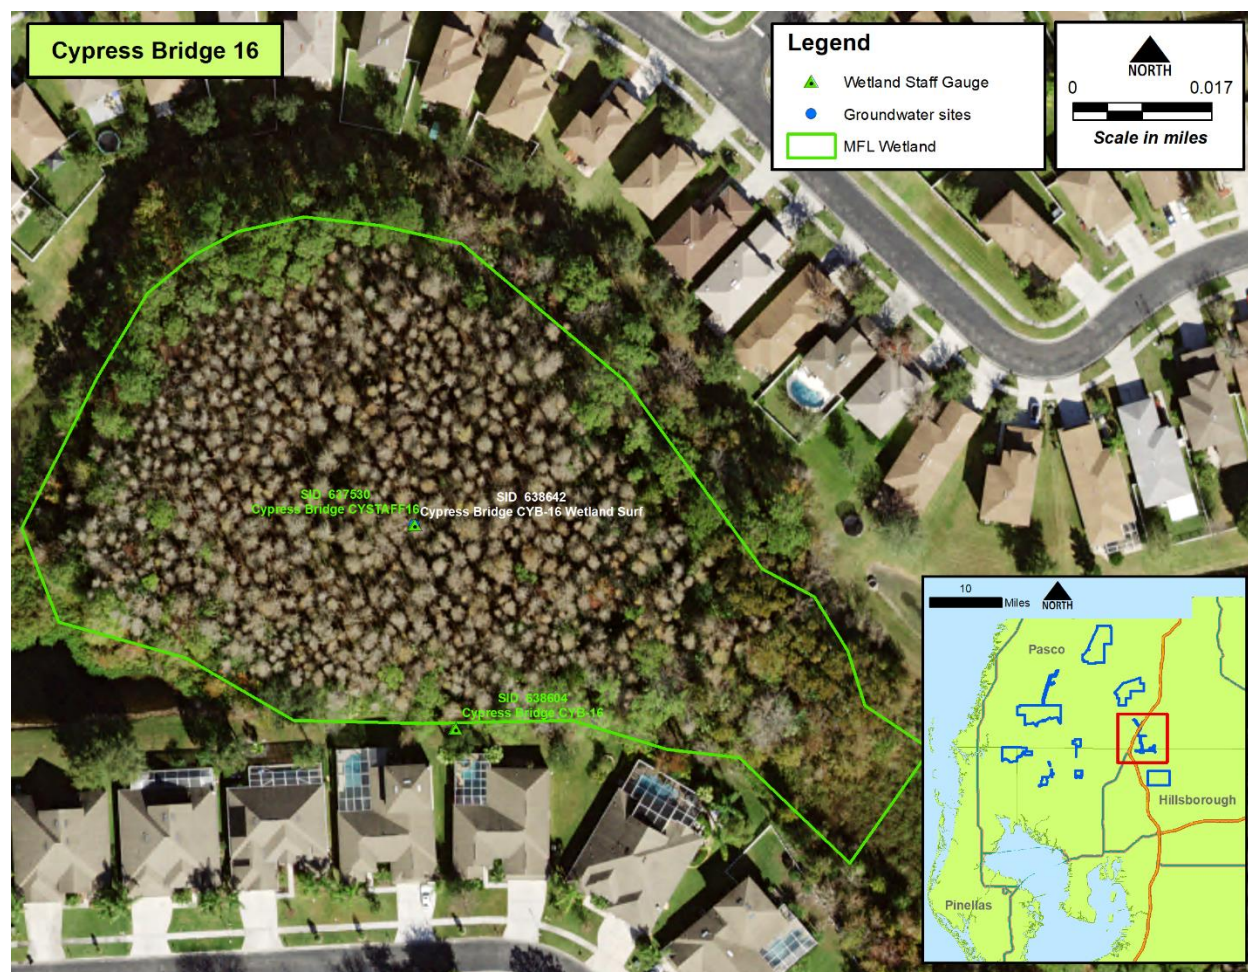 Cypress Bridge 16
Legend
Wetland Staff Gauge
Groundwater sites
MFL Wetland
NORTH
0 0.017
Scale in miles
SID 637530
Cypress Bridge CYSTAFF16
SID 638642
Cypress Bridge CYB-16 Wetland Surf
SID 638604
Cypress Bridge CYB-16
10
Miles
NORTH
Pasco
Hillsborough
Pinellas